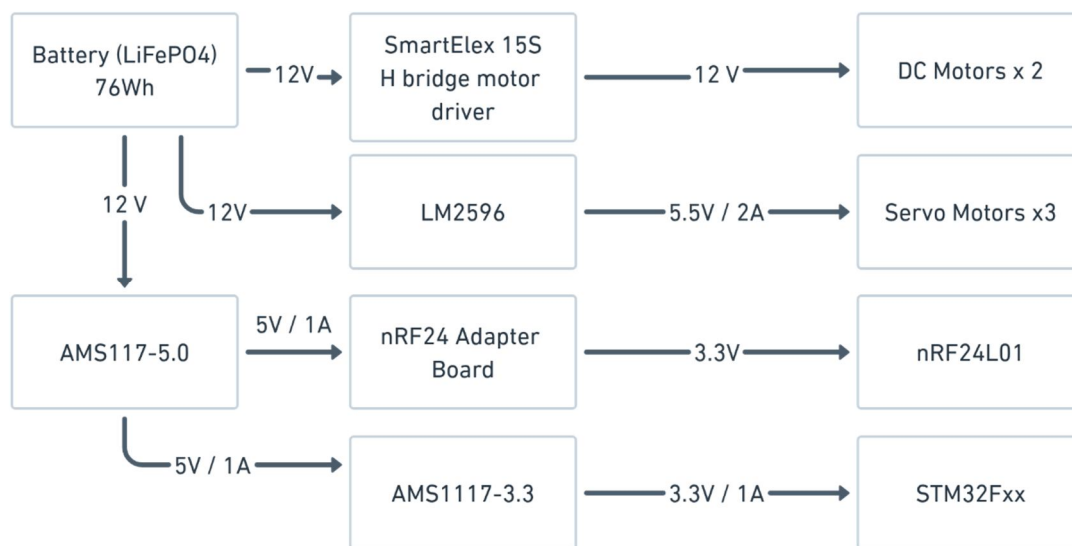 Battery (LiFePO4)
76Wh
12V
SmartElex 15S
H bridge motor
driver
12 V
DC Motors x 2
12 V
12V
LM2596
5.5V / 2A
Servo Motors x3
AMS117-5.0
5V / 1A
nRF24 Adapter
Board
3.3V
nRF24L01
5V / 1A
AMS1117-3.3
3.3V / 1A
STM32Fxx